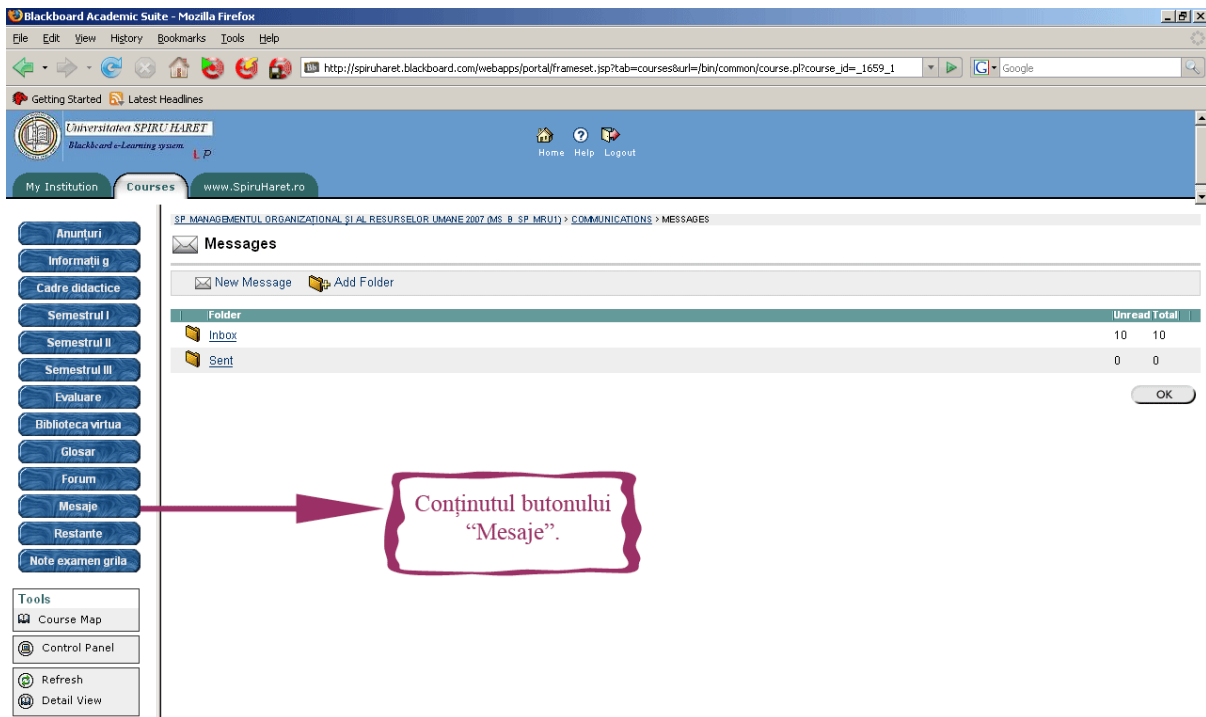 Blackboard Academic Suite - Mozilla Firefox
File Edit View History Bookmarks Tools Help
http://spiruharet.blackboard.com/webapps/portal/frameset.jsp?tab=courses&url=/bin/common/course.pl?course_id=_1659_1
Google
Getting Started Latest Headlines
Universitatea SPIRU HARET
Blackboard e-Learning system
LP
Home Help Logout
My Institution Courses www.SpiruHaret.ro
SP MANAGEMENTUL ORGANIZAȚIONAL ȘI AL RESURSELOR UMANE 2007 (MS_B_SP_MRU1) > COMMUNICATIONS > MESSAGES
Messages
New Message Add Folder
Folder Unread Total
Inbox 10 10
Sent 0 0
OK
Anunțuri
Informații g
Cadre didactice
Semestrul I
Semestrul II
Semestrul III
Evaluare
Biblioteca virtua
Glosar
Forum
Mesaje
Restante
Note examen grila
Conținutul butonului
“Mesaje”.
Tools
Course Map
Control Panel
Refresh
Detail View